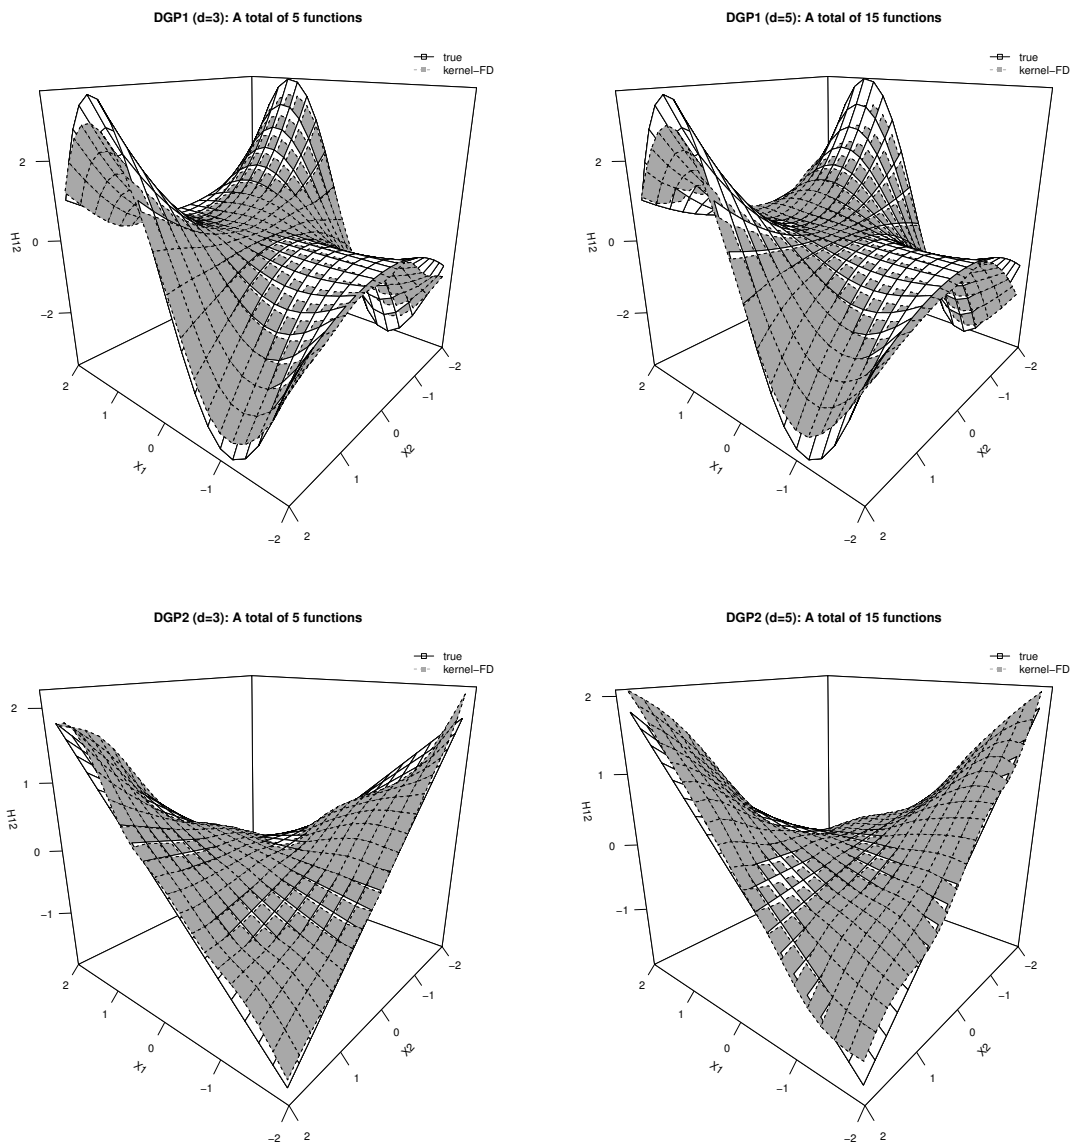 DGP1 (d=3): A total of 5 functions
true
kernel−FD
2
0
−2
H12
2
1
0
−1
−2
X1
2
1
0
−1
−2
X2
DGP1 (d=5): A total of 15 functions
true
kernel−FD
2
0
−2
H12
2
1
0
−1
−2
X1
2
1
0
−1
−2
X2
DGP2 (d=3): A total of 5 functions
true
kernel−FD
2
1
0
−1
H12
2
1
0
−1
−2
X1
2
1
0
−1
−2
X2
DGP2 (d=5): A total of 15 functions
true
kernel−FD
2
1
0
−1
H12
2
1
0
−1
−2
X1
2
1
0
−1
−2
X2